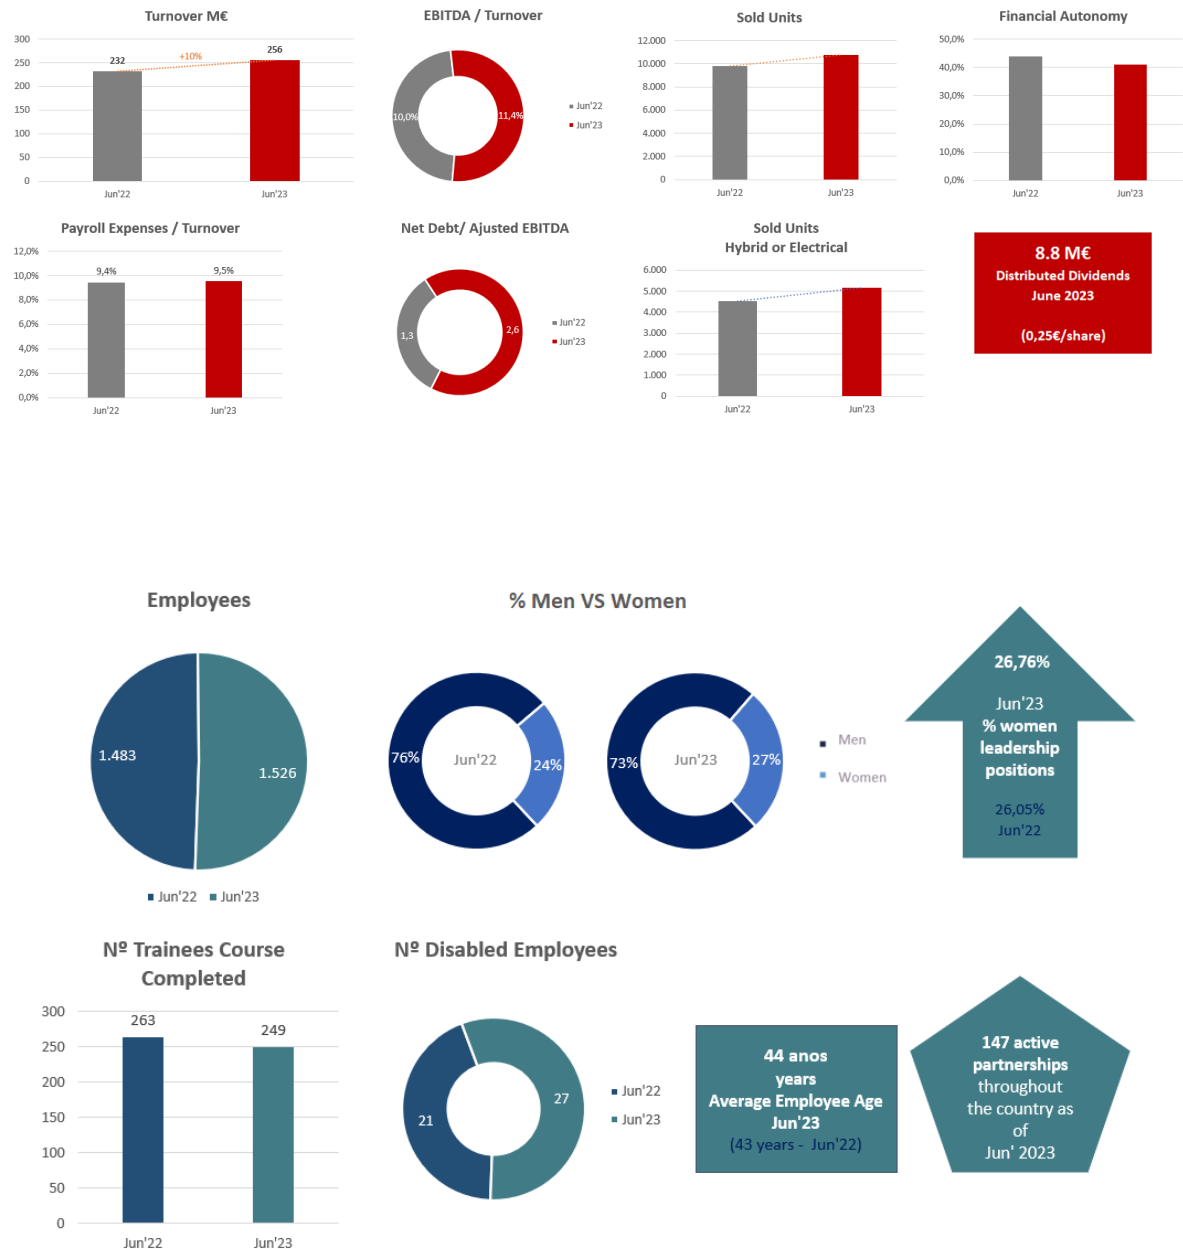 Turnover M€
300
250
200
150
100
50
0
232
+10%
256
Jun'22
Jun'23
EBITDA / Turnover
10,0%
11,4%
Jun'22
Jun'23
Sold Units
12.000
10.000
8.000
6.000
4.000
2.000
0
Jun'22
Jun'23
Financial Autonomy
50,0%
40,0%
30,0%
20,0%
10,0%
0,0%
Jun'22
Jun'23
Payroll Expenses / Turnover
12,0%
10,0%
8,0%
6,0%
4,0%
2,0%
0,0%
9,4%
9,5%
Jun'22
Jun'23
Net Debt/ Ajusted EBITDA
1,3
2,6
Jun'22
Jun'23
Sold Units
Hybrid or Electrical
6.000
5.000
4.000
3.000
2.000
1.000
0
Jun'22
Jun'23
8.8 M€
Distributed Dividends
June 2023
(0,25€/share)
Employees
1.483
1.526
Jun'22
Jun'23
% Men VS Women
76%
Jun'22
24%
73%
Jun'23
27%
Men
Women
26,76%
Jun'23
% women
leadership
positions
26,05%
Jun'22
Nº Trainees Course
Completed
300
250
200
150
100
50
0
263
249
Jun'22
Jun'23
Nº Disabled Employees
21
27
Jun'22
Jun'23
44 anos
years
Average Employee Age
Jun'23
(43 years -  Jun'22)
147 active
partnerships
throughout
the country as
of
Jun' 2023